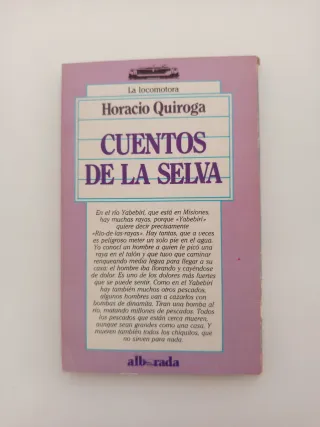 La locomotora
Horacio Quiroga
CUENTOS
DE LA SELVA
En el río Yabebirí, que está en Misiones,
hay muchas rayas, porque «Yabebirí»
quiere decir precisamente
«Río-de-las-rayas». Hay tantas, que a veces
es peligroso meter un solo pie en el agua.
Yo conocí un hombre a quien le picó una
raya en el talón y que tuvo que caminar
renqueando media legua para llegar a su
casa: el hombre iba llorando y cayéndose
de dolor. Es uno de los dolores más fuertes
que se puede sentir. Como en el Yabebirí
hay también muchos otros pescados,
algunos hombres van a cazarlos con
bombas de dinamita. Tiran una bomba al
río, matando millones de pescados. Todos
los pescados que están cerca mueren,
aunque sean grandes como una casa. Y
mueren también todos los chiquitos, que
no sirven para nada.
alborada